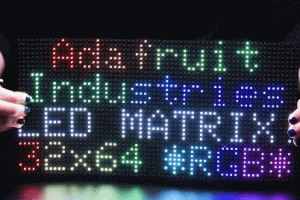 Adafruit
Industries
LED MATRIX
32x64 *RGB*